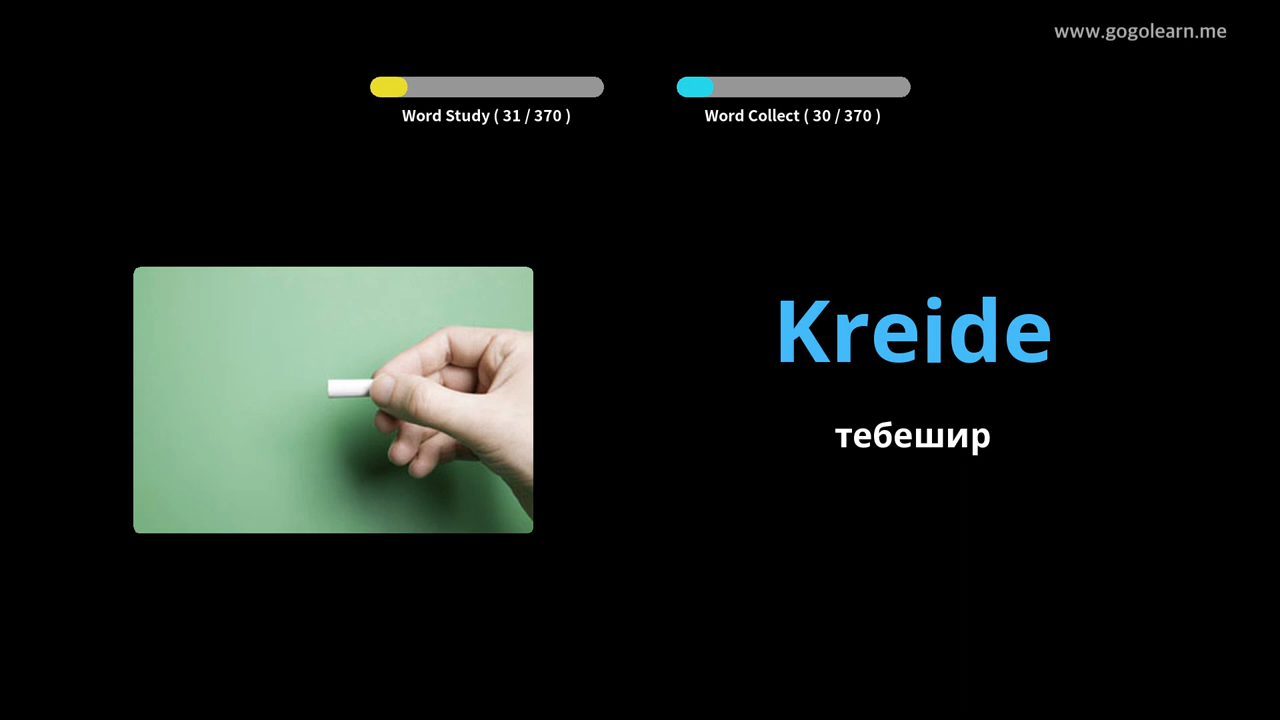 www.gogolearn.me
Word Study ( 31 / 370 )
Word Collect ( 30 / 370 )
Kreide
тебешир